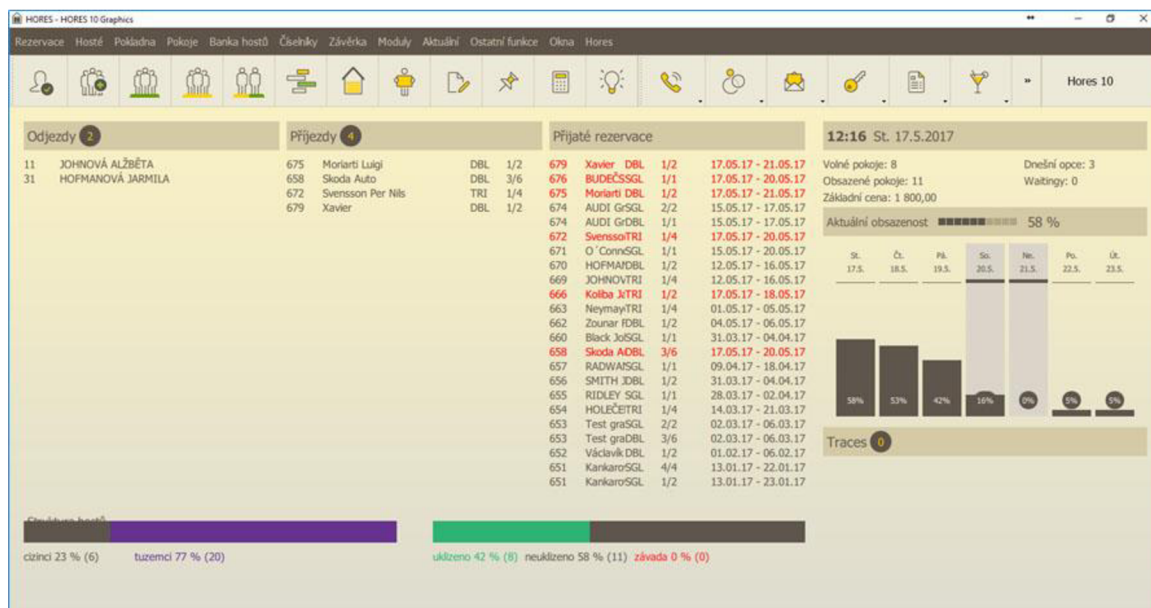 HORES - HORES 10 Graphics
Rezervace Hosté Pokladna Pokoje Banka hostů Číselníky Závěrka Moduly Aktuální Ostatní funkce Okna Hores
» Hores 10
Odjezdy 2
11 JOHNOVÁ ALŽBĚTA
31 HOFMANOVÁ JARMILA
Příjezdy 4
675 Moriarti Luigi DBL 1/2
658 Skoda Auto DBL 3/6
672 Svensson Per Nils TRI 1/4
679 Xavier DBL 1/2
Přijaté rezervace
679 Xavier DBL 1/2 17.05.17 - 21.05.17
676 BUDEČSSGL 1/1 17.05.17 - 20.05.17
675 Moriarti DBL 1/2 17.05.17 - 21.05.17
674 AUDI GrSGL 2/2 15.05.17 - 17.05.17
674 AUDI GrDBL 1/1 15.05.17 - 17.05.17
672 SvenssoTRI 1/4 17.05.17 - 20.05.17
671 O´ConneSGL 1/1 15.05.17 - 20.05.17
670 HOFMANDBL 1/2 12.05.17 - 16.05.17
669 JOHNOVTRI 1/4 12.05.17 - 16.05.17
666 Koliba JaTRI 1/2 17.05.17 - 18.05.17
663 NeymayrTRI 1/4 01.05.17 - 05.05.17
662 Zounar FDBL 1/2 04.05.17 - 06.05.17
660 Black JoSGL 1/1 31.03.17 - 04.04.17
658 Skoda AuDBL 3/6 17.05.17 - 20.05.17
657 RADWANSGL 1/1 09.04.17 - 18.04.17
656 SMITH JDBL 1/2 31.03.17 - 04.04.17
655 RIDLEY SGL 1/1 28.03.17 - 02.04.17
654 HOLEČETRI 1/4 14.03.17 - 21.03.17
653 Test graSGL 2/2 02.03.17 - 06.03.17
653 Test graDBL 3/6 02.03.17 - 06.03.17
652 Václavík DBL 1/2 01.02.17 - 06.02.17
651 KankaroSGL 4/4 13.01.17 - 22.01.17
651 KankaroSGL 1/2 13.01.17 - 23.01.17
12:16 St. 17.5.2017
Volné pokoje: 8 Dnešní opce: 3
Obsazené pokoje: 11 Waitingy: 0
Základní cena: 1 800,00
Aktuální obsazenost 58 %
St. Čt. Pá. So. Ne. Po. Út.
17.5. 18.5. 19.5. 20.5. 21.5. 22.5. 23.5.
58% 53% 42% 16% 0% 5% 5%
Traces 0
Struktura hostů
cizinci 23 % (6) tuzemci 77 % (20)
uklizeno 42 % (8) neuklizeno 58 % (11) závada 0 % (0)